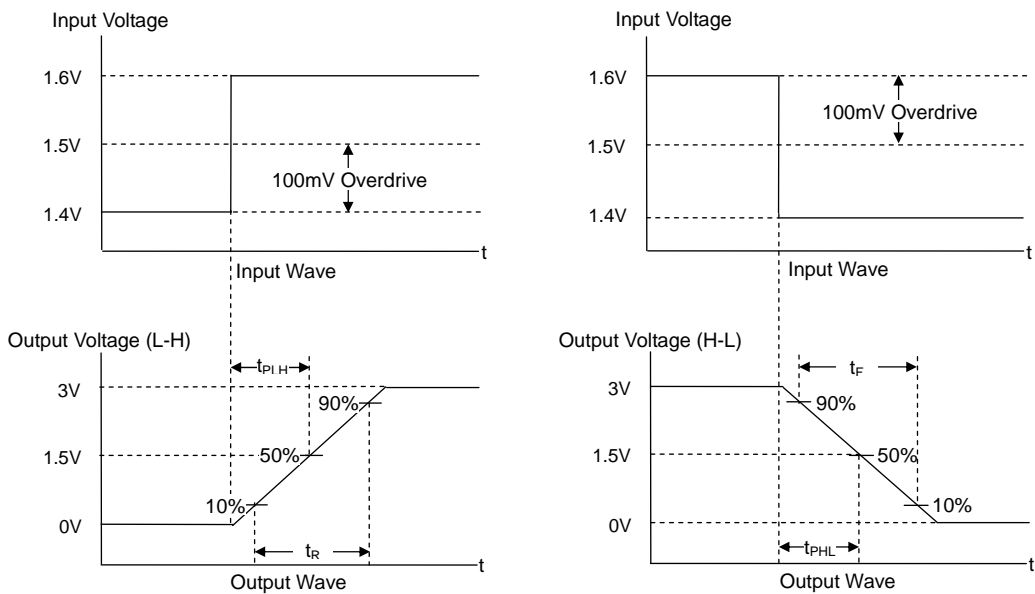 Input Voltage
1.6V
1.5V
100mV Overdrive
1.4V
t
Input Wave
Input Voltage
1.6V
100mV Overdrive
1.5V
1.4V
t
Input Wave
Output Voltage (L-H)
tPLH
3V
90%
1.5V
50%
10%
0V
tR
t
Output Wave
Output Voltage (H-L)
tF
3V
90%
1.5V
50%
10%
0V
tPHL
t
Output Wave